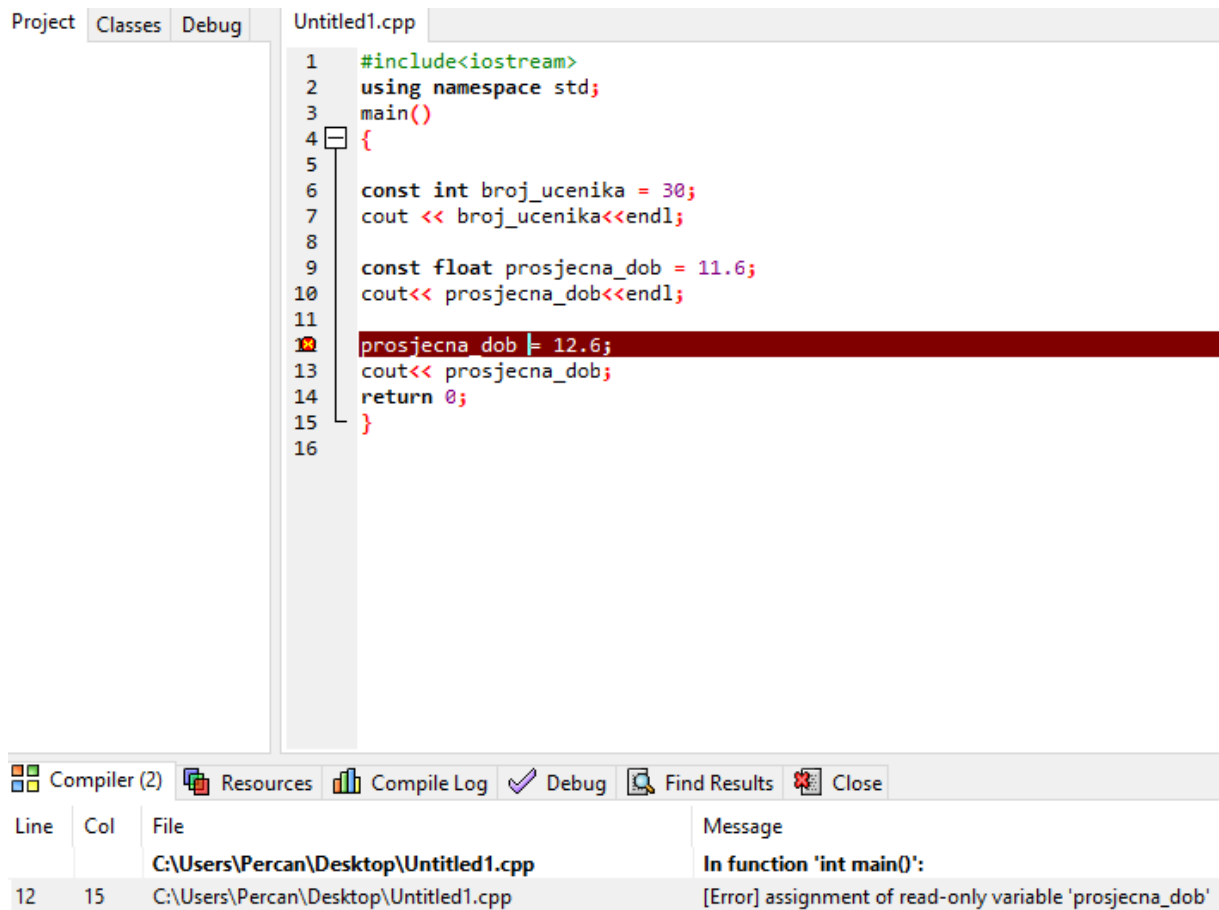 Project Classes Debug
Untitled1.cpp
1 #include<iostream>
2 using namespace std;
3 main()
4 {
5
6 const int broj_ucenika = 30;
7 cout << broj_ucenika<<endl;
8
9 const float prosjecna_dob = 11.6;
10 cout<< prosjecna_dob<<endl;
11
prosjecna_dob = 12.6;
13 cout<< prosjecna_dob;
14 return 0;
15 }
16
Compiler (2) Resources Compile Log Debug Find Results Close
Line Col File Message
C:\Users\Percan\Desktop\Untitled1.cpp In function 'int main()':
12 15 C:\Users\Percan\Desktop\Untitled1.cpp [Error] assignment of read-only variable 'prosjecna_dob'